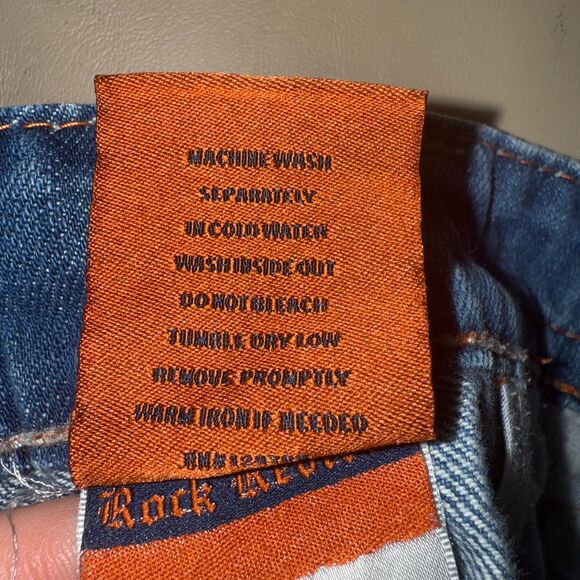 MACHINE WASH
SEPARATELY
IN COLD WATER
WASH INSIDE OUT
DO NOT BLEACH
TUMBLE DRY LOW
REMOVE PROMPTLY
WARM IRON IF NEEDED
Rock